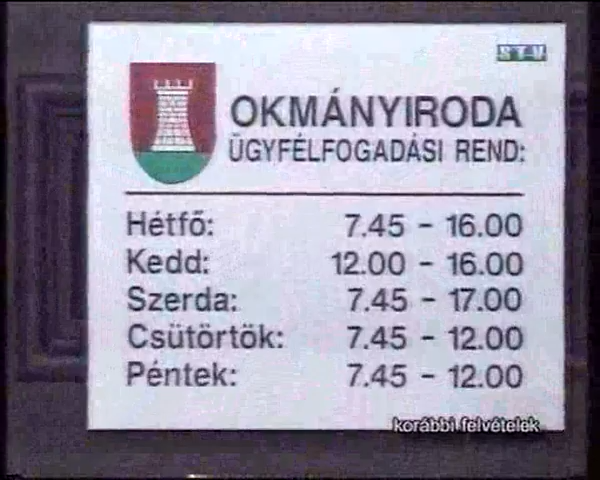 STV
OKMÁNYIRODA
ÜGYFÉLFOGADÁSI REND:
Hétfő: 7.45 - 16.00
Kedd: 12.00 - 16.00
Szerda: 7.45 - 17.00
Csütörtök: 7.45 - 12.00
Péntek: 7.45 - 12.00
korábbi felvételek